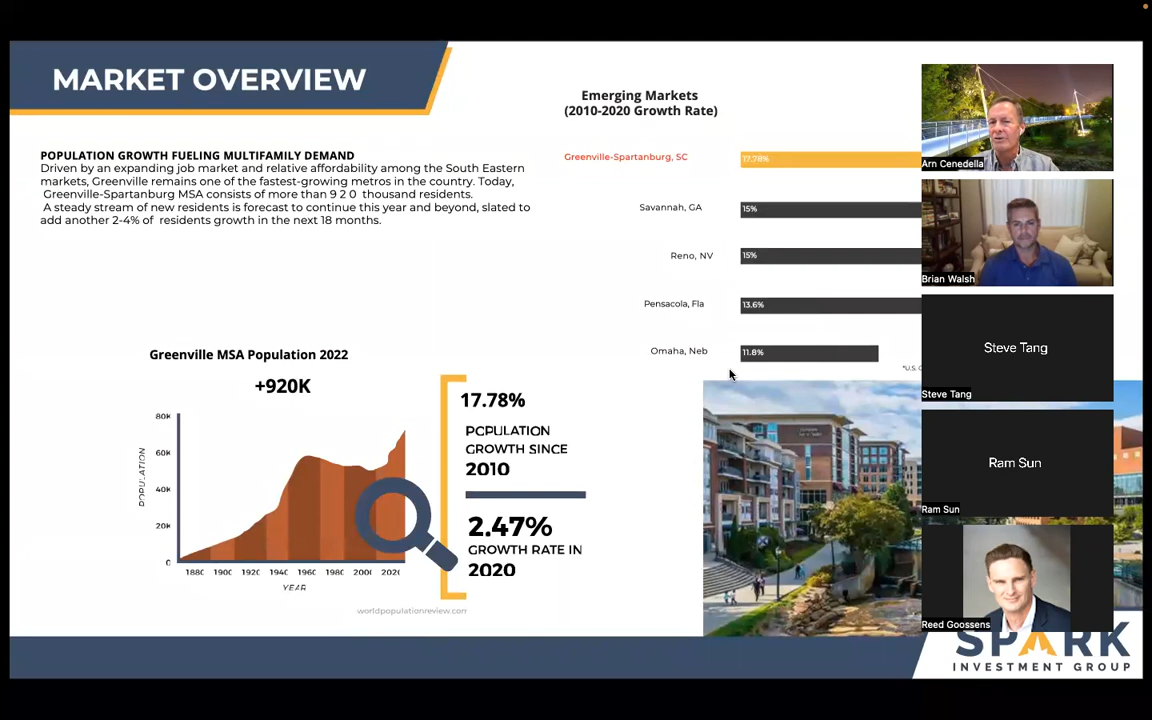 MARKET OVERVIEW
POPULATION GROWTH FUELING MULTIFAMILY DEMAND
Driven by an expanding job market and relative affordability among the South Eastern
markets, Greenville remains one of the fastest-growing metros in the country. Today,
Greenville-Spartanburg MSA consists of more than 9 2 0 thousand residents.
A steady stream of new residents is forecast to continue this year and beyond, slated to
add another 2-4% of residents growth in the next 18 months.
Emerging Markets
(2010-2020 Growth Rate)
Greenville-Spartanburg, SC
17.78%
Savannah, GA
15%
Reno, NV
15%
Pensacola, Fla
13.6%
Omaha, Neb
11.8%
*U.S.
Greenville MSA Population 2022
+920K
80K
60K
40K
20K
0
POPULATION
1880 1900 1920 1940 1960 1980 2000 2020
YEAR
worldpopulationreview.com
17.78%
POPULATION
GROWTH SINCE
2010
2.47%
GROWTH RATE IN
2020
Arn Cenedella
Brian Walsh
Steve Tang
Steve Tang
Ram Sun
Ram Sun
Reed Goossens
SPARK
INVESTMENT GROUP